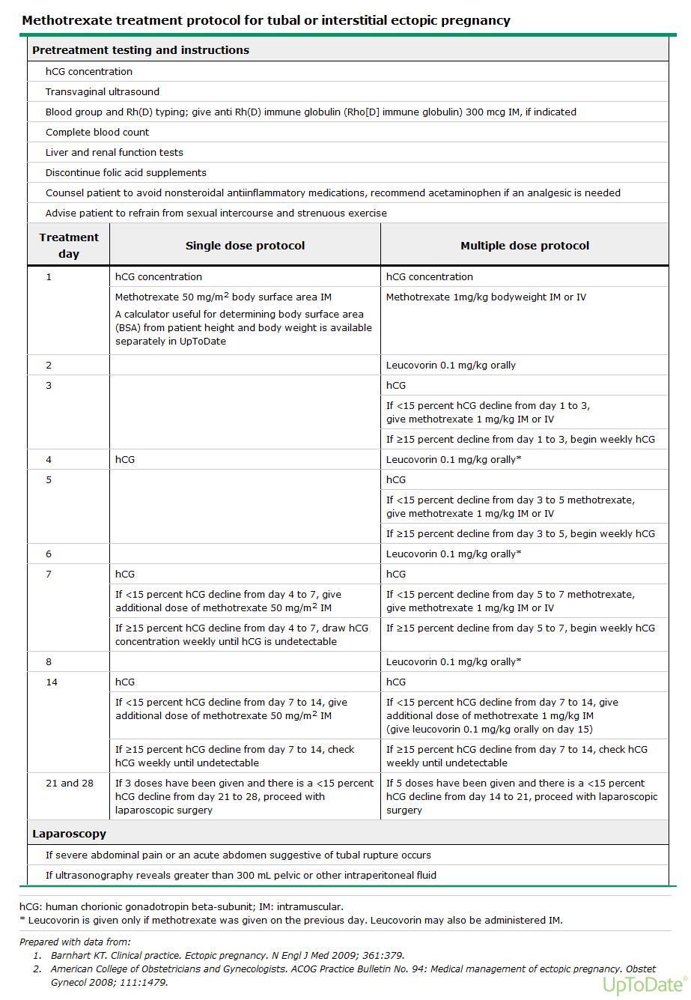 Methotrexate treatment protocol for tubal or interstitial ectopic pregnancy
Pretreatment testing and instructions
hCG concentration
Transvaginal ultrasound
Blood group and Rh(D) typing; give anti Rh(D) immune globulin (Rho[D] immune globulin) 300 mcg IM, if indicated
Complete blood count
Liver and renal function tests
Discontinue folic acid supplements
Counsel patient to avoid nonsteroidal antiinflammatory medications, recommend acetaminophen if an analgesic is needed
Advise patient to refrain from sexual intercourse and strenuous exercise
Treatment
day
Single dose protocol
Multiple dose protocol
1
hCG concentration
hCG concentration
Methotrexate 50 mg/m2 body surface area IM
A calculator useful for determining body surface area
(BSA) from patient height and body weight is available
separately in UpToDate
Methotrexate 1mg/kg bodyweight IM or IV
2
Leucovorin 0.1 mg/kg orally
3
hCG
If <15 percent hCG decline from day 1 to 3,
give methotrexate 1 mg/kg IM or IV
If ≥15 percent decline from day 1 to 3, begin weekly hCG
4
hCG
Leucovorin 0.1 mg/kg orally*
5
hCG
If <15 percent decline from day 3 to 5 methotrexate,
give methotrexate 1 mg/kg IM or IV
If ≥15 percent decline from day 3 to 5, begin weekly hCG
6
Leucovorin 0.1 mg/kg orally*
7
hCG
hCG
If <15 percent hCG decline from day 4 to 7, give
additional dose of methotrexate 50 mg/m2 IM
If <15 percent decline from day 5 to 7 methotrexate,
give methotrexate 1 mg/kg IM or IV
If ≥15 percent hCG decline from day 4 to 7, draw hCG
concentration weekly until hCG is undetectable
If ≥15 percent decline from day 5 to 7, begin weekly hCG
8
Leucovorin 0.1 mg/kg orally*
14
hCG
hCG
If <15 percent hCG decline from day 7 to 14, give
additional dose of methotrexate 50 mg/m2 IM
If <15 percent hCG decline from day 7 to 14, give
additional dose of methotrexate 1 mg/kg IM
(give leucovorin 0.1 mg/kg orally on day 15)
If ≥15 percent hCG decline from day 7 to 14, check
hCG weekly until undetectable
If ≥15 percent hCG decline from day 7 to 14, check hCG
weekly until undetectable
21 and 28
If 3 doses have been given and there is a <15 percent
hCG decline from day 21 to 28, proceed with
laparoscopic surgery
If 5 doses have been given and there is a <15 percent
hCG decline from day 14 to 21, proceed with laparoscopic
surgery
Laparoscopy
If severe abdominal pain or an acute abdomen suggestive of tubal rupture occurs
If ultrasonography reveals greater than 300 mL pelvic or other intraperitoneal fluid
hCG: human chorionic gonadotropin beta-subunit; IM: intramuscular.
* Leucovorin is given only if methotrexate was given on the previous day. Leucovorin may also be administered IM.
Prepared with data from:
1. Barnhart KT. Clinical practice. Ectopic pregnancy. N Engl J Med 2009; 361:379.
2. American College of Obstetricians and Gynecologists. ACOG Practice Bulletin No. 94: Medical management of ectopic pregnancy. Obstet
Gynecol 2008; 111:1479.
UpToDate®